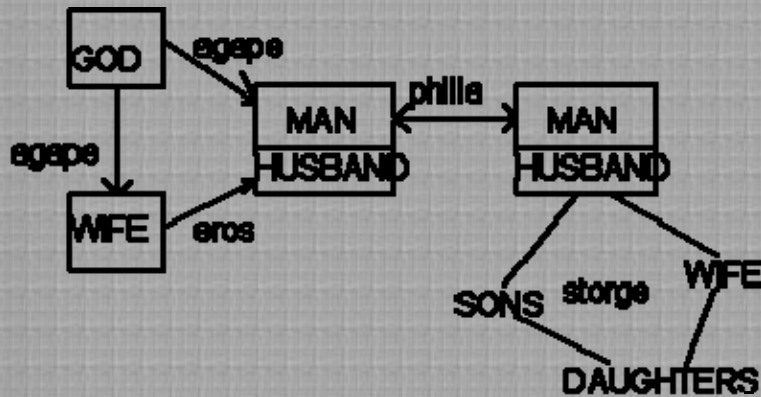 GOD
agape
agape
WIFE
eros
MAN
HUSBAND
philia
MAN
HUSBAND
SONS
storge
WIFE
DAUGHTERS